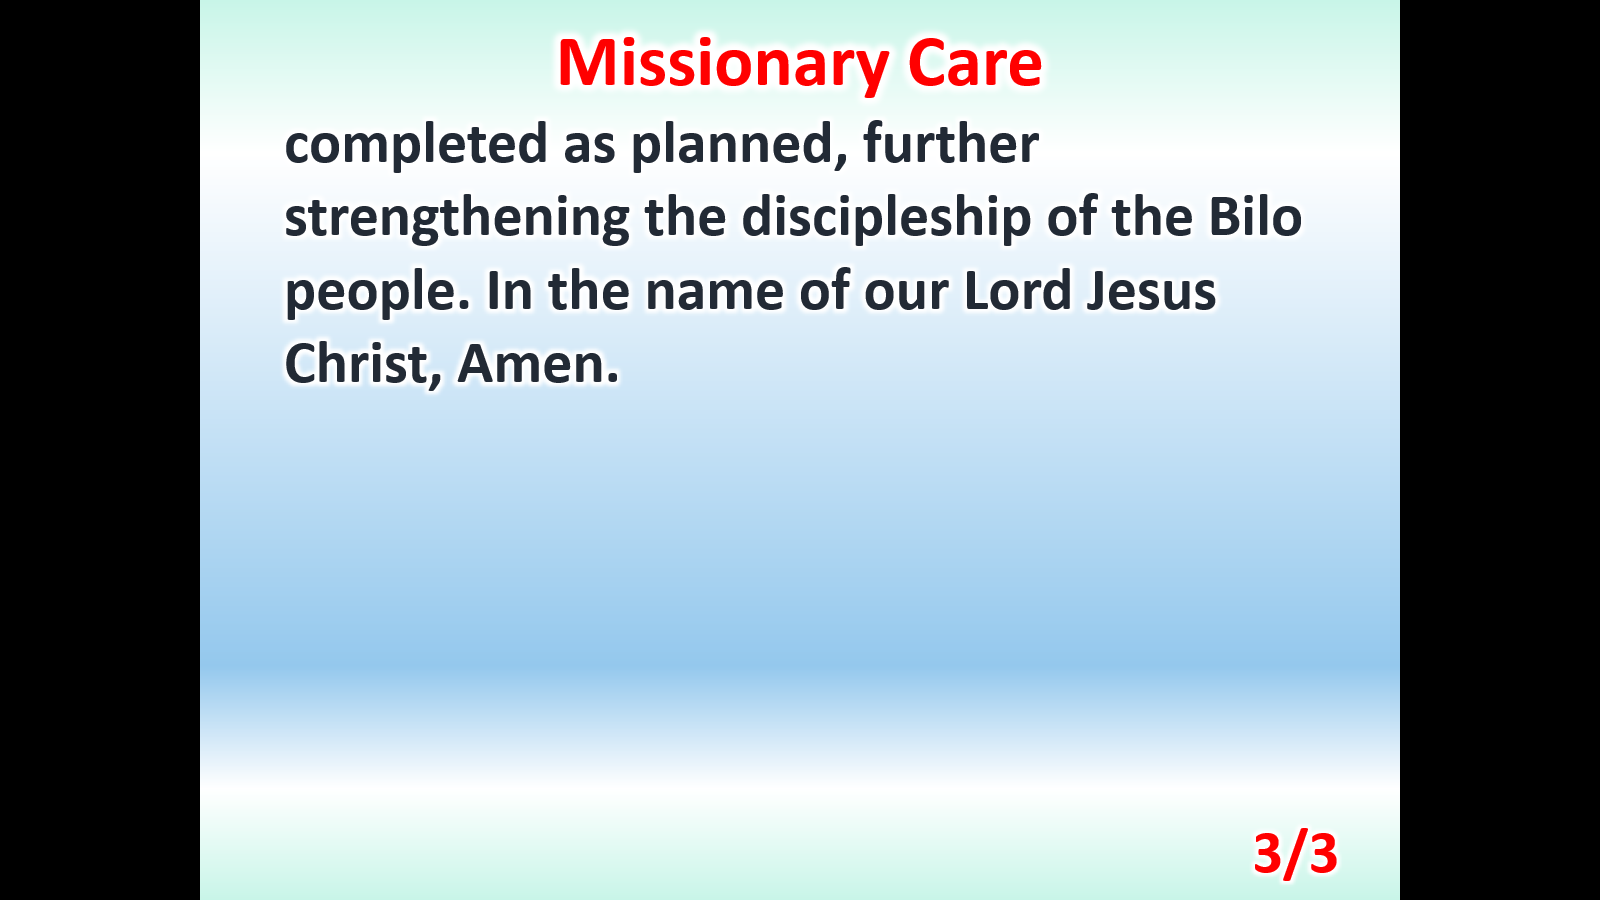 Missionary Care
completed as planned, further
strengthening the discipleship of the Bilo
people. In the name of our Lord Jesus
Christ, Amen.
3/3